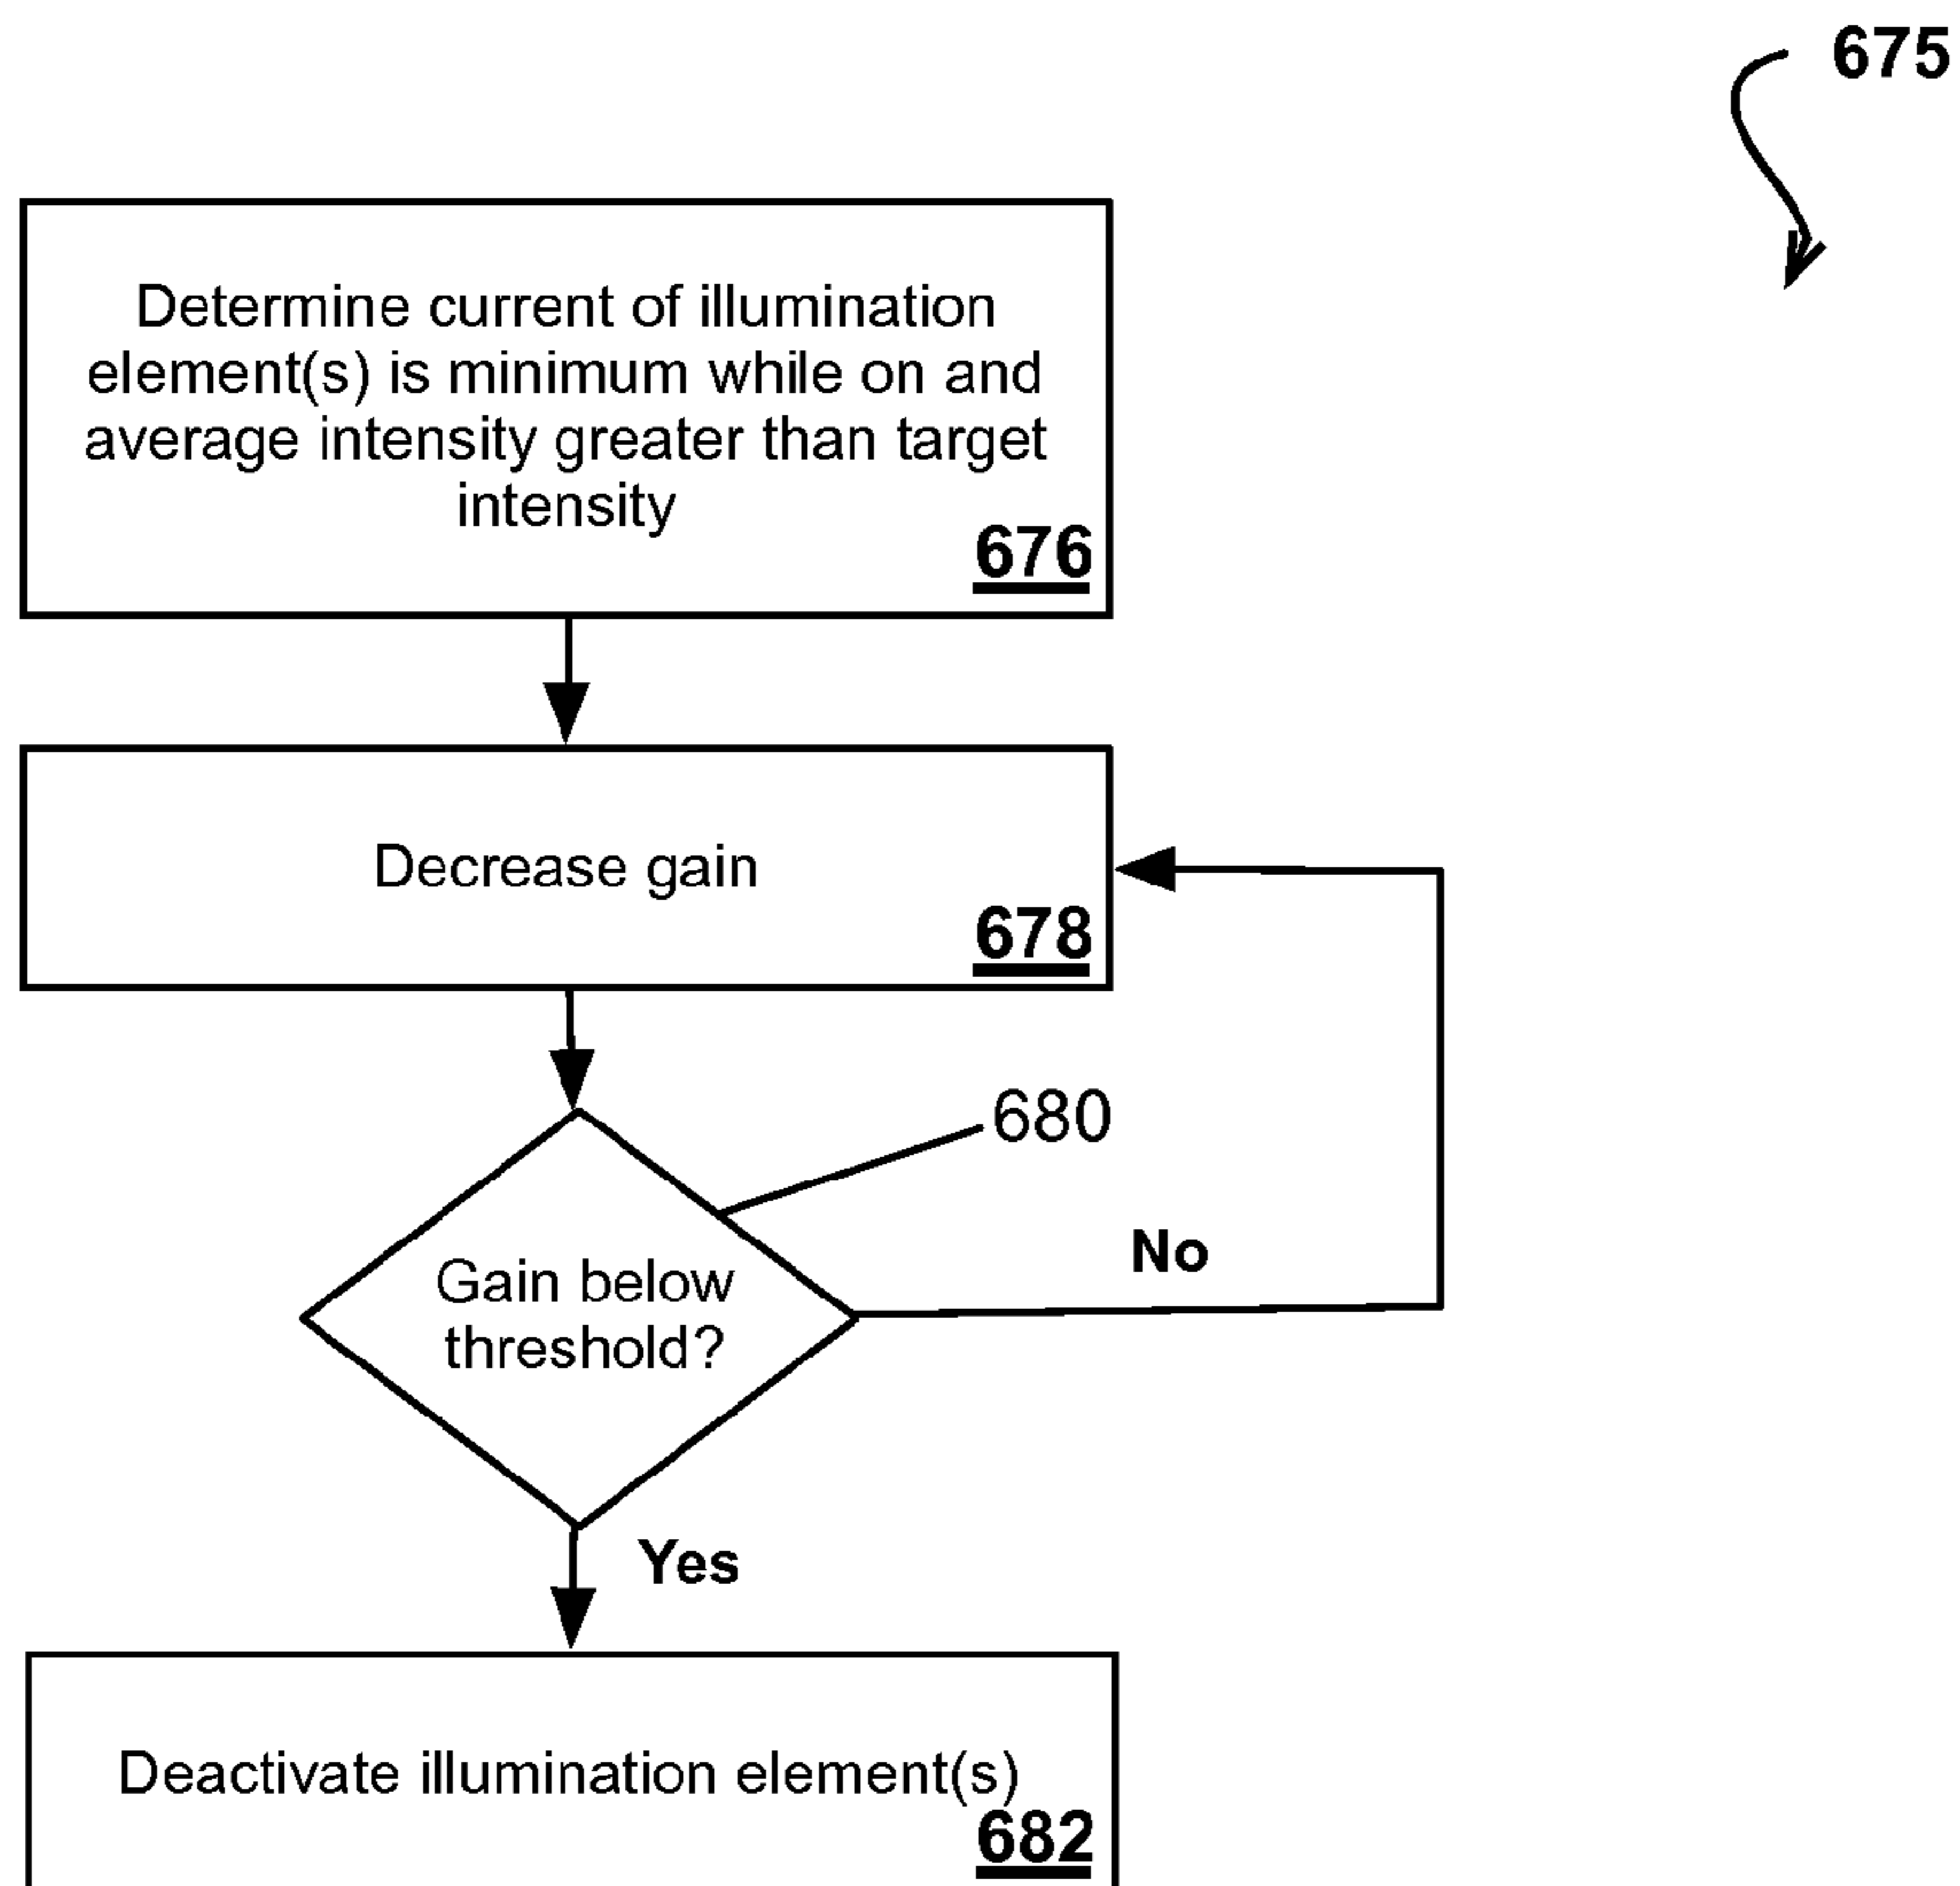 675
Determine current of illumination
element(s) is minimum while on and
average intensity greater than target
intensity
676
Decrease gain
678
680
Gain below
threshold?
No
Yes
Deactivate illumination element(s)
682